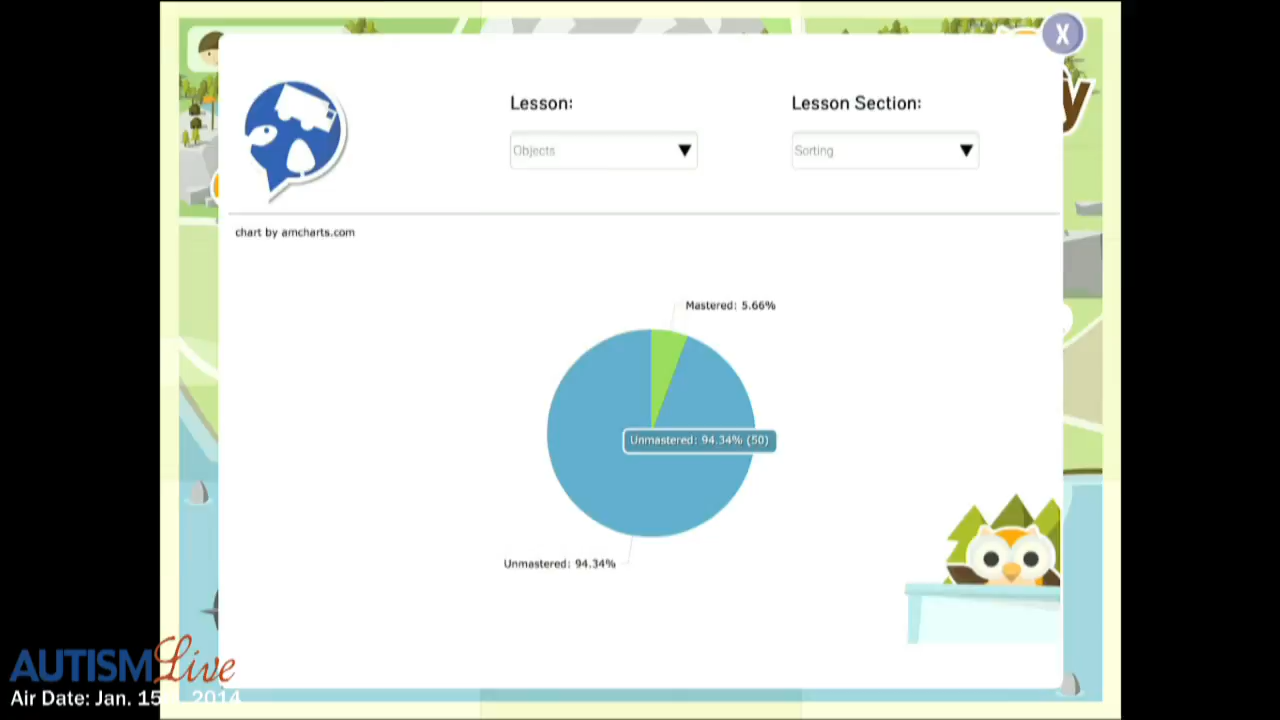 X
Lesson:
Lesson Section:
Objects
Sorting
y
chart by amcharts.com
Mastered: 5.66%
Unmastered: 94.34% (50)
Unmastered: 94.34%
AUTISM Live
Air Date: Jan. 15 2014